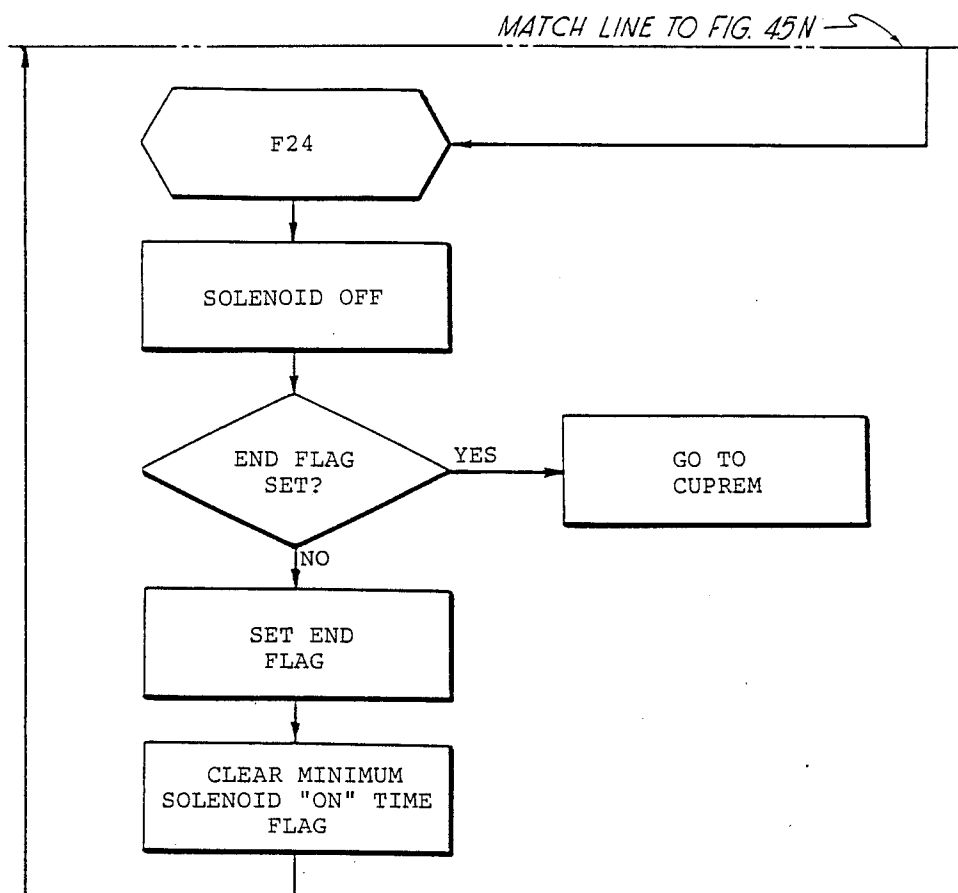 MATCH LINE TO FIG. 45N
F24
SOLENOID OFF
END FLAG
SET?
YES
GO TO
CUPREM
NO
SET END
FLAG
CLEAR MINIMUM
SOLENOID "ON" TIME
FLAG